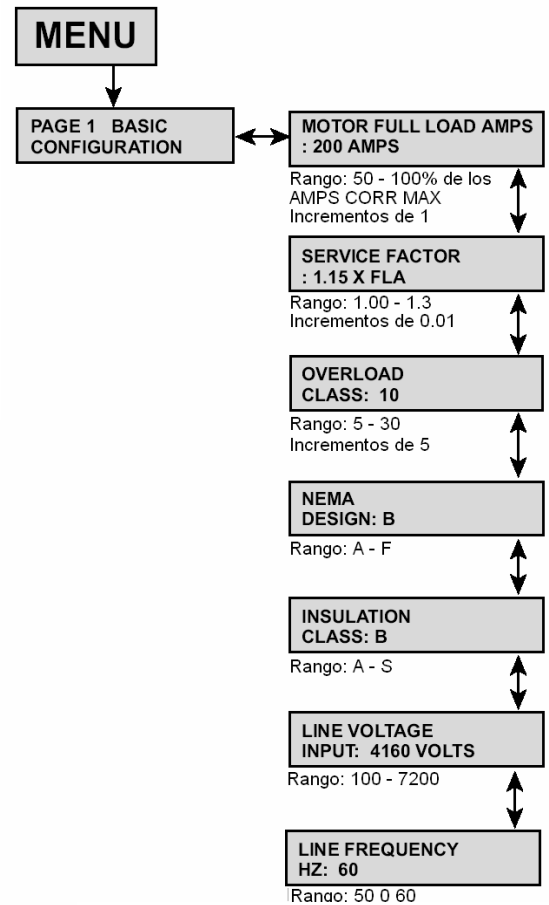 MENU
PAGE 1 BASIC
CONFIGURATION
MOTOR FULL LOAD AMPS
: 200 AMPS
Rango: 50 - 100% de los
AMPS CORR MAX
Incrementos de 1
SERVICE FACTOR
: 1.15 X FLA
Rango: 1.00 - 1.3
Incrementos de 0.01
OVERLOAD
CLASS: 10
Rango: 5 - 30
Incrementos de 5
NEMA
DESIGN: B
Rango: A - F
INSULATION
CLASS: B
Rango: A - S
LINE VOLTAGE
INPUT: 4160 VOLTS
Rango: 100 - 7200
LINE FREQUENCY
HZ: 60
Rango: 50 0 60